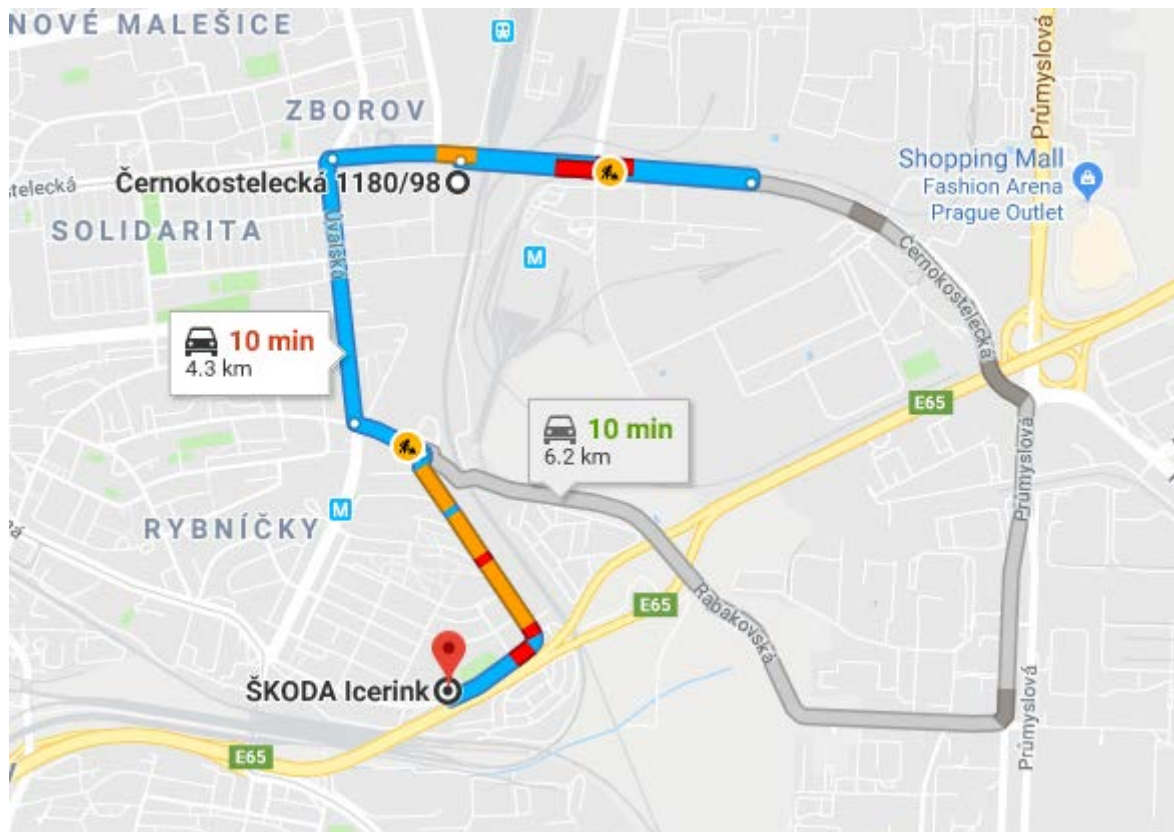 NOVÉ MALEŠICE
ZBOROV
Průmyslová
Shopping Mall
Fashion Arena
Prague Outlet
stelecká
Černokostelecká 1180/98
SOLIDARITA
Úvalská
Černokostelecká
10 min
4.3 km
E65
10 min
6.2 km
M
M
RYBNÍČKY
Průmyslová
E65
Rabakovská
ŠKODA Icerink
Průmyslová
E65